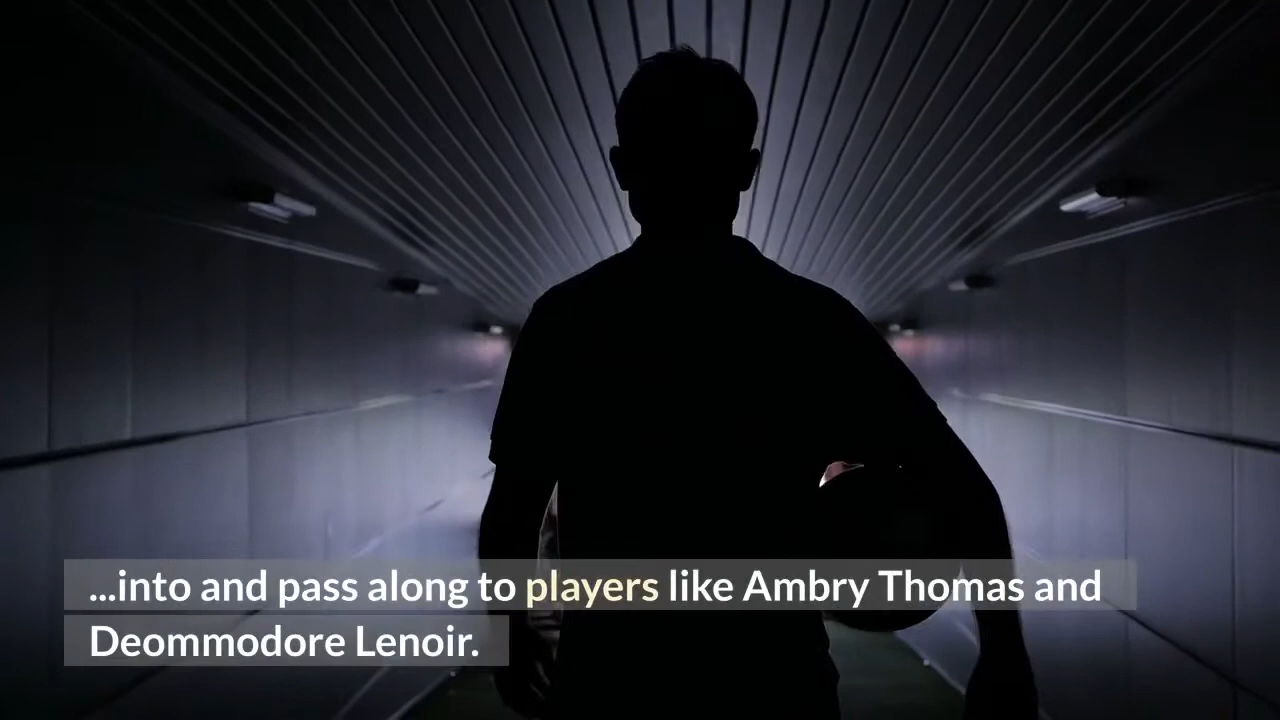 ...into and pass along to players like Ambry Thomas and
Deommodore Lenoir.